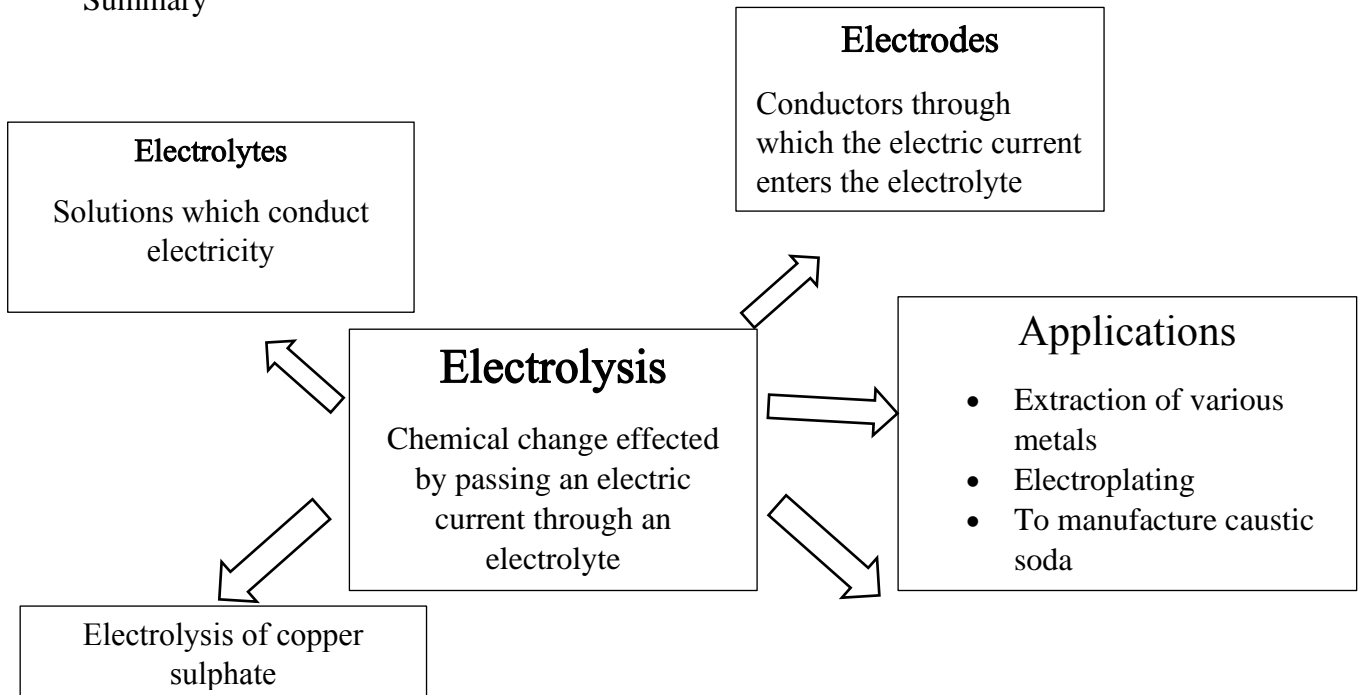 Summary
Electrodes
Conductors through
which the electric current
enters the electrolyte
Electrolytes
Solutions which conduct
electricity
Electrolysis
Chemical change effected
by passing an electric
current through an
electrolyte
Applications
• Extraction of various
metals
• Electroplating
• To manufacture caustic
soda
Electrolysis of copper
sulphate